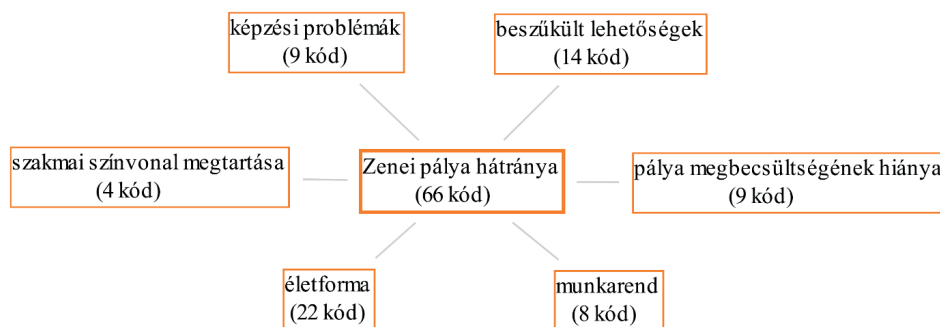 képzési problémák
(9 kód)
beszűkült lehetőségek
(14 kód)
szakmai színvonal megtartása
(4 kód)
Zenei pálya hátránya
(66 kód)
pálya megbecsültségének hiánya
(9 kód)
életforma
(22 kód)
munkarend
(8 kód)